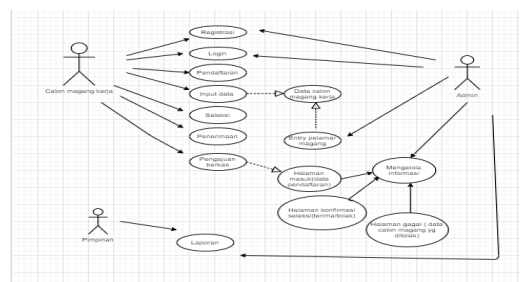 Registrasi
Login
Pendaftaran
Calon magang kerja
Input data
Data calon
magang kerja
Admin
Seleksi
Penerimaan
Entry pelamar
magang
Pengajuan
berkas
Halaman
masuk(data
pendaftaran)
Mengelola
informasi
Halaman konfirmasi
seleksi(terima/tolak)
Halaman gagal ( data
calon magang yg
ditolak)
Pimpinan
Laporan